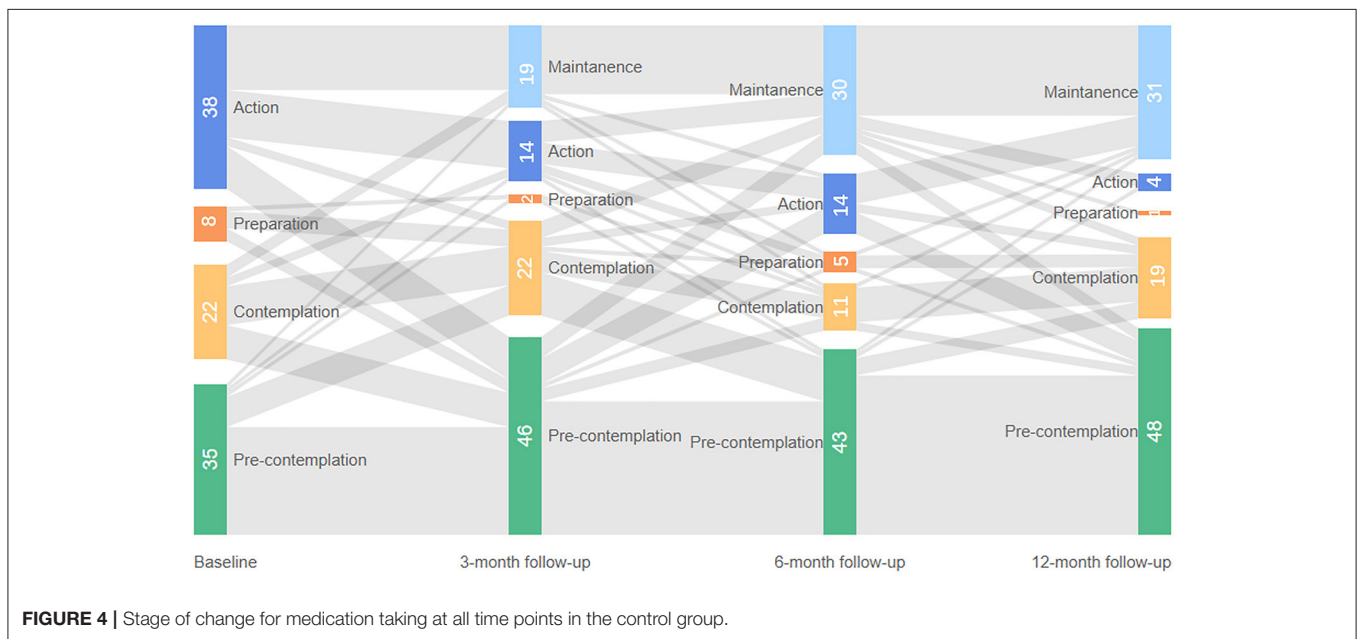 38
Action
8
Preparation
22
Contemplation
35
Pre-contemplation
Baseline
19
Maintanence
14
Action
2
Preparation
22
Contemplation
46
Pre-contemplation
3-month follow-up
Maintanence
30
Action
14
Preparation
5
Contemplation
11
Pre-contemplation
43
6-month follow-up
Maintanence
31
Action
4
Preparation
1
Contemplation
19
Pre-contemplation
48
12-month follow-up
FIGURE 4 | Stage of change for medication taking at all time points in the control group.